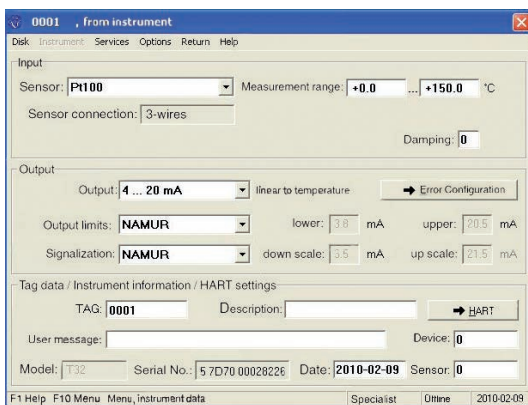 0001 , from instrument
Disk Instrument Services Options Return Help
Input
Sensor: Pt100 Measurement range: +0.0 ... +150.0 °C
Sensor connection: 3-wires
Damping: 0
Output
Output: 4 ... 20 mA linear to temperature Error Configuration
Output limits: NAMUR lower: 3.8 mA upper: 20.5 mA
Signalization: NAMUR down scale: 3.5 mA up scale: 21.5 mA
Tag data / Instrument information / HART settings
TAG: 0001 Description: HART
User message: Device: 0
Model: T32 Serial No.: 5 7D70 00028226 Date: 2010-02-09 Sensor: 0
F1 Help F10 Menu Menu, instrument data Specialist Offline 2010-02-09